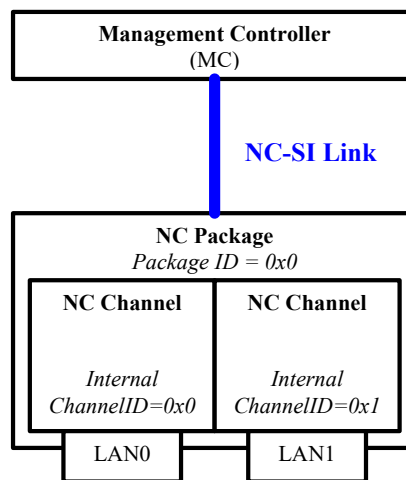 Management Controller
(MC)
NC-SI Link
NC Package
Package ID = 0x0
NC Channel
NC Channel
Internal
ChannelID=0x0
Internal
ChannelID=0x1
LAN0
LAN1